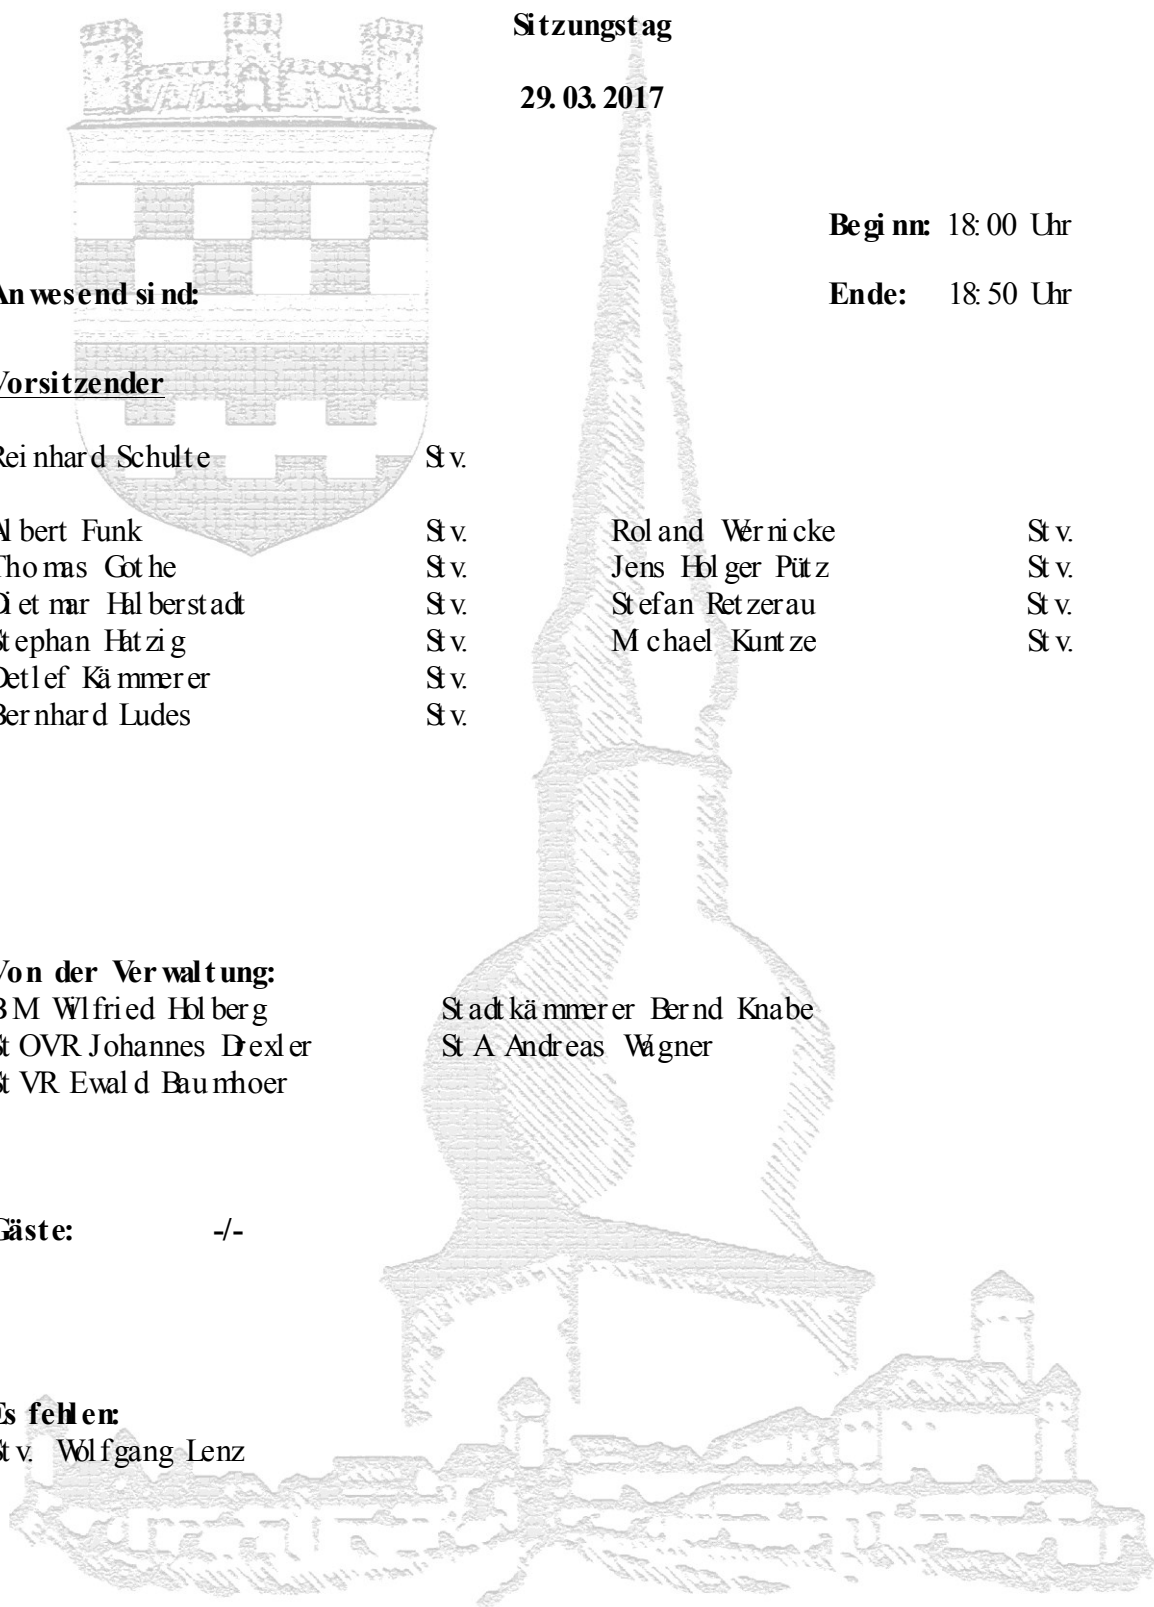 Sitzungstag
29.03.2017
Beginn: 18:00 Uhr
Anwesend sind: Ende: 18:50 Uhr
Vorsitzender
Reinhard Schulte Stv.
Albert Funk Stv. Roland Wernicke Stv.
Thomas Gothe Stv. Jens Holger Pütz Stv.
Dietmar Halberstadt Stv. Stefan Retzerau Stv.
Stephan Hatzig Stv. Michael Kuntze Stv.
Detlef Kämmerer Stv.
Bernhard Ludes Stv.
Von der Verwaltung:
BM Wilfried Holberg Stadtkämmerer Bernd Knabe
StOVR Johannes Drexler StA Andreas Wagner
StVR Ewald Baumhoer
Gäste: -/-
Es fehlen:
Stv. Wolfgang Lenz